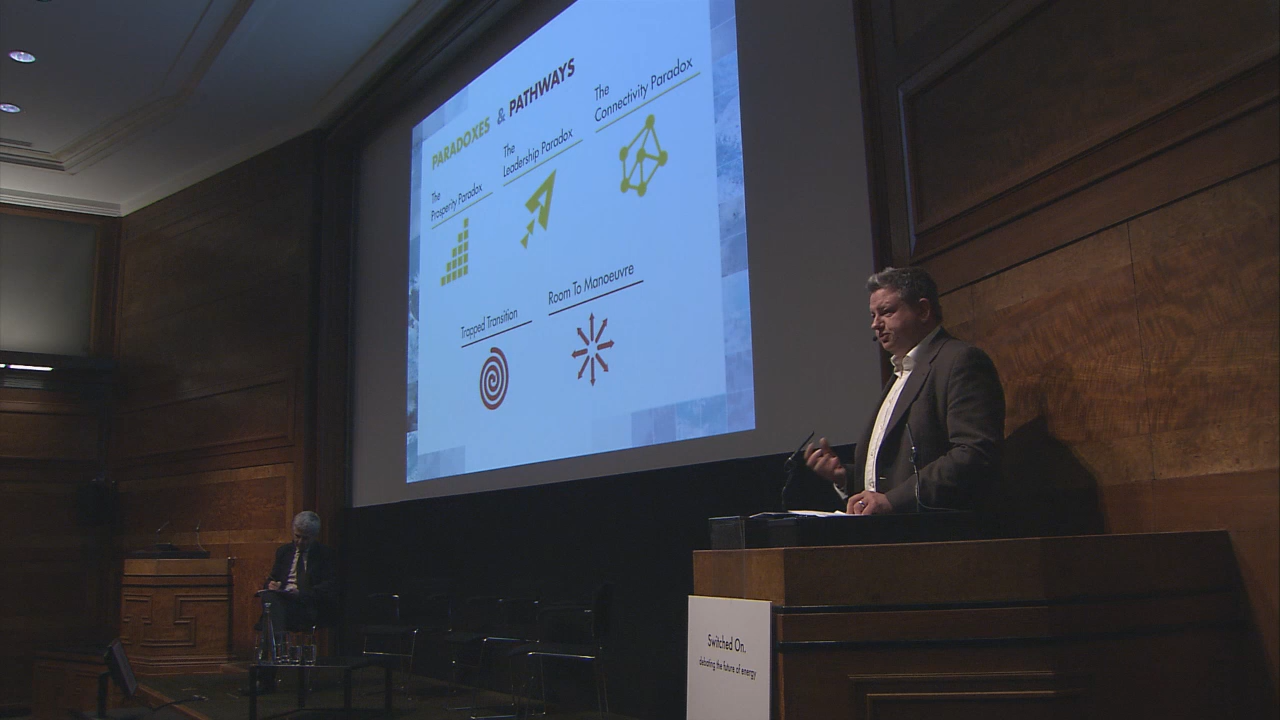 PARADOXES & PATHWAYS
The
Prosperity Paradox
The
Leadership Paradox
The
Connectivity Paradox
Trapped Transition
Room To Manoeuvre
Switched On.
debating the future of energy